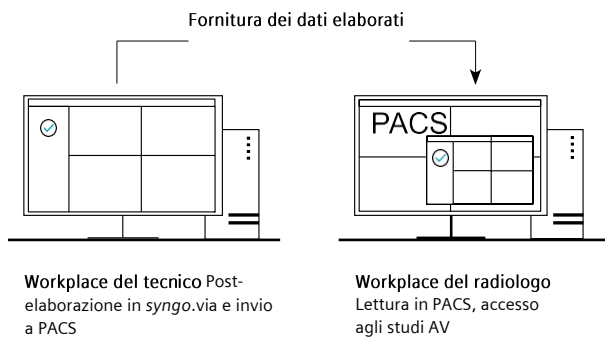 Fornitura dei dati elaborati
PACS
Workplace del tecnico Post-
elaborazione in syngo.via e invio
a PACS
Workplace del radiologo
Lettura in PACS, accesso
agli studi AV